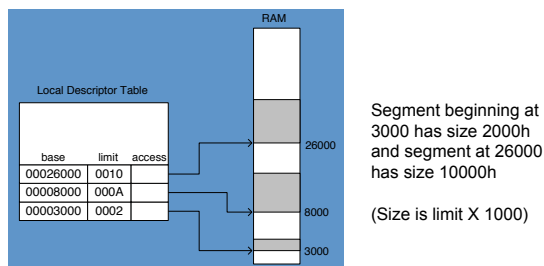 RAM
Local Descriptor Table
base limit access
00026000 0010
00008000 000A
00003000 0002
26000
8000
3000
Segment beginning at
3000 has size 2000h
and segment at 26000
has size 10000h
(Size is limit X 1000)